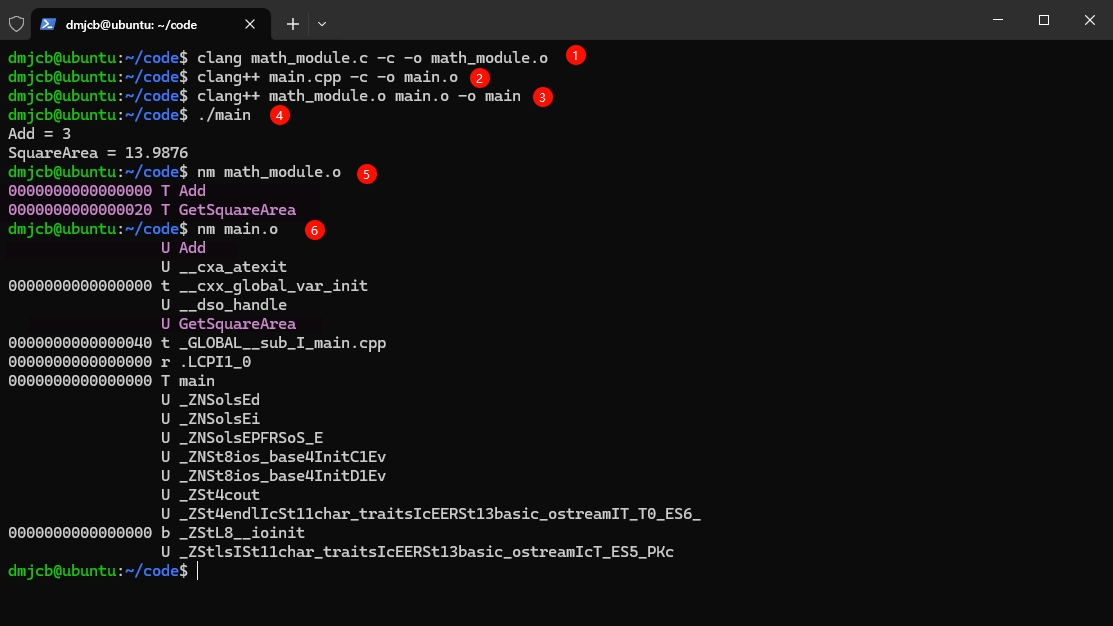 dmjcb@ubuntu: ~/code
dmjcb@ubuntu:~/code$ clang math_module.c -c -o math_module.o 1
dmjcb@ubuntu:~/code$ clang++ main.cpp -c -o main.o 2
dmjcb@ubuntu:~/code$ clang++ math_module.o main.o -o main 3
dmjcb@ubuntu:~/code$ ./main 4
Add = 3
SquareArea = 13.9876
dmjcb@ubuntu:~/code$ nm math_module.o 5
0000000000000000 T Add
0000000000000020 T GetSquareArea
dmjcb@ubuntu:~/code$ nm main.o 6
U Add
U __cxa_atexit
0000000000000000 t __cxx_global_var_init
U __dso_handle
U GetSquareArea
0000000000000040 t _GLOBAL__sub_I_main.cpp
0000000000000000 r .LCPI1_0
0000000000000000 T main
U _ZNSolsEd
U _ZNSolsEi
U _ZNSolsEPFRSoS_E
U _ZNSt8ios_base4InitC1Ev
U _ZNSt8ios_base4InitD1Ev
U _ZSt4cout
U _ZSt4endlIcSt11char_traitsIcEERSt13basic_ostreamIT_T0_ES6_
0000000000000000 b _ZStL8__ioinit
U _ZStlsISt11char_traitsIcEERSt13basic_ostreamIcT_ES5_PKc
dmjcb@ubuntu:~/code$